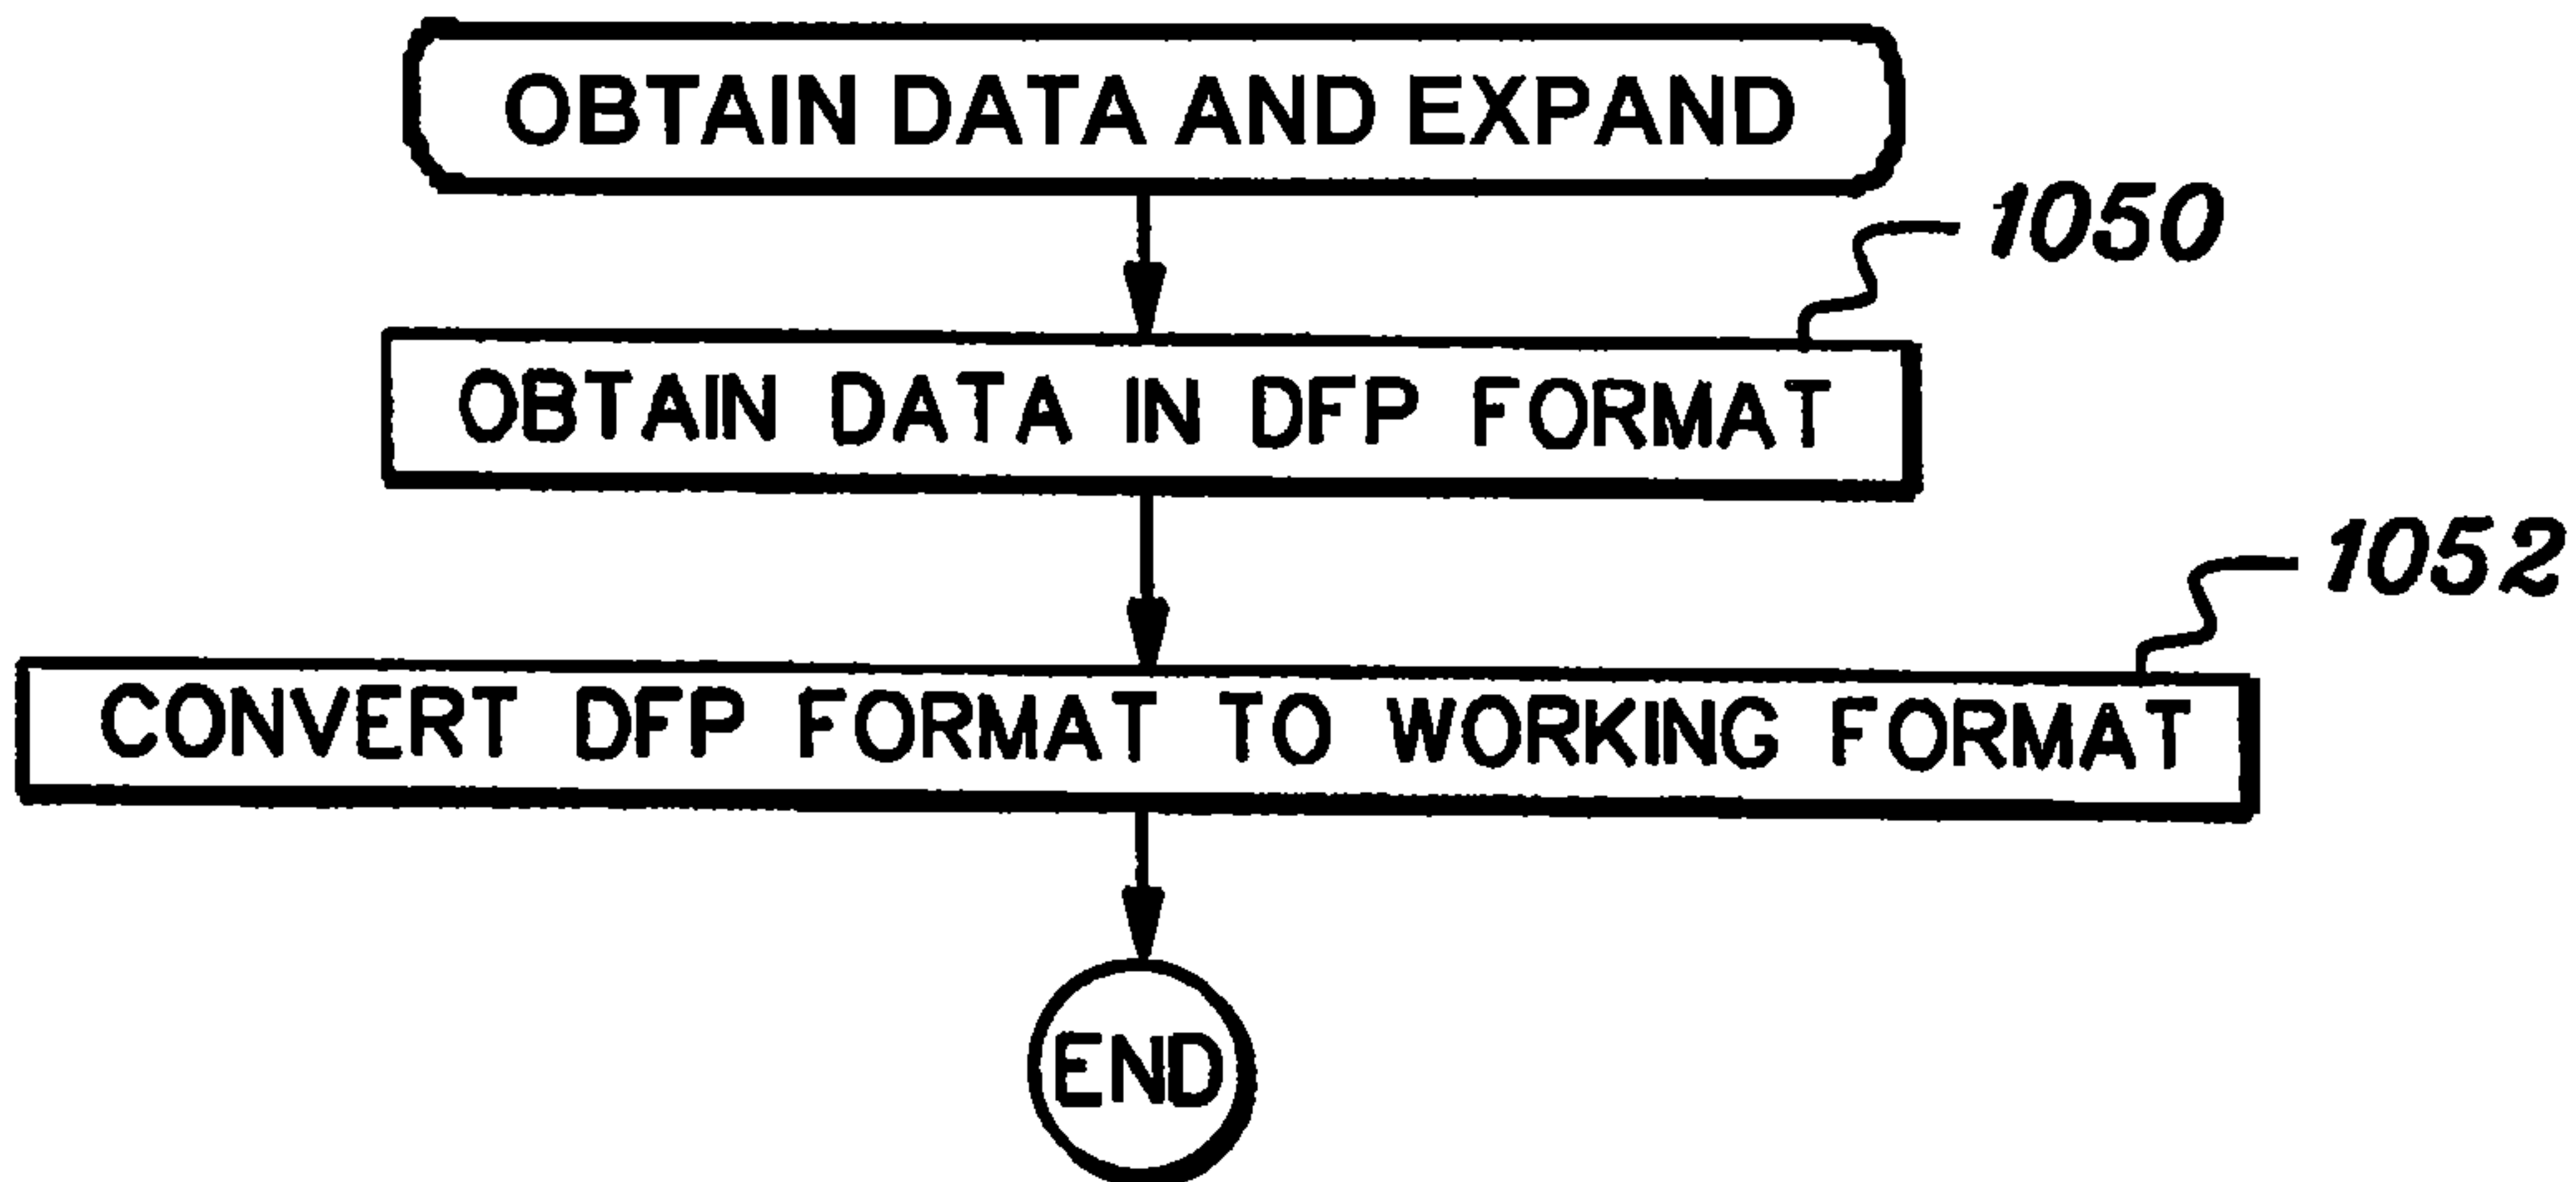 OBTAIN DATA AND EXPAND
1050
OBTAIN DATA IN DFP FORMAT
1052
CONVERT DFP FORMAT TO WORKING FORMAT
END